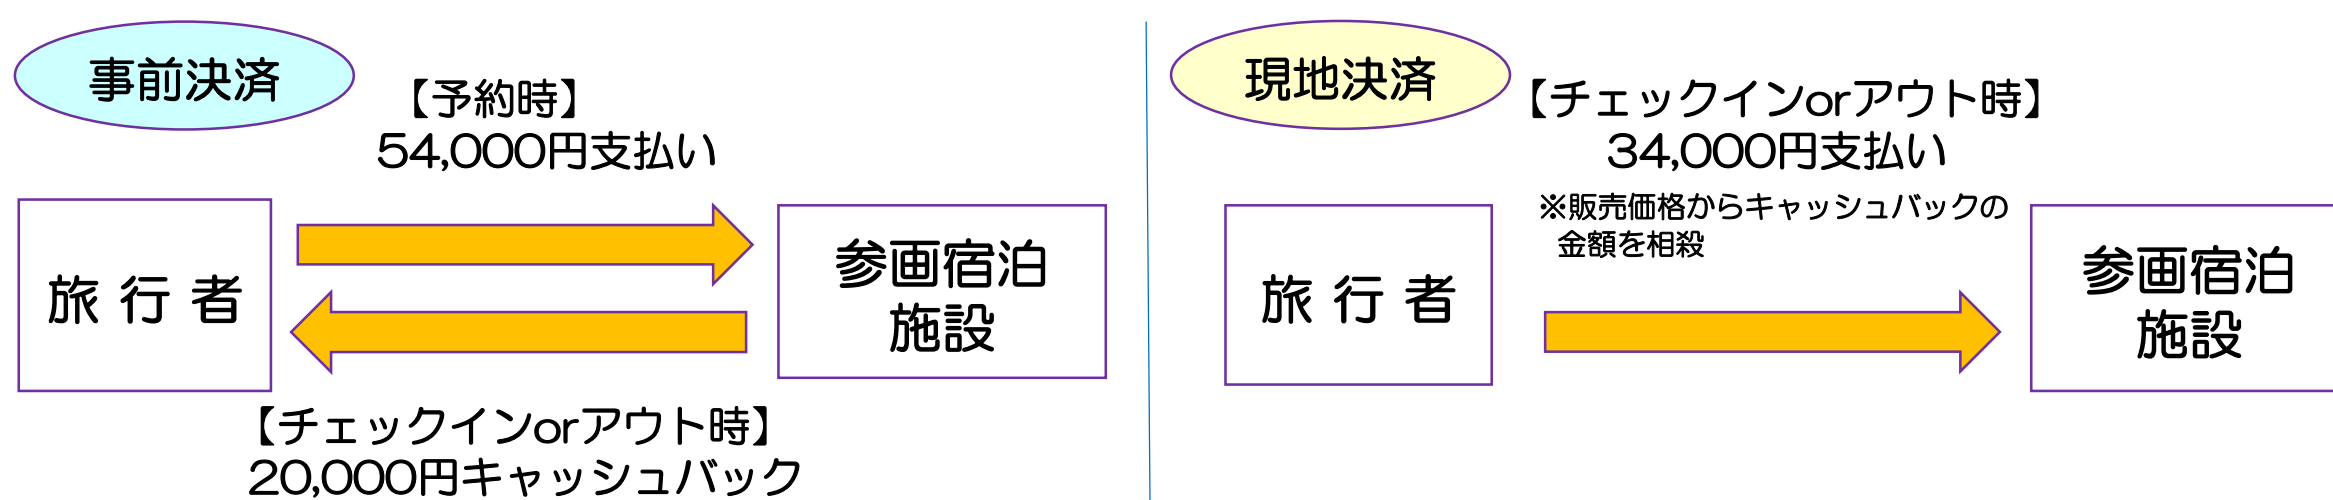 事前決済
【予約時】
54,000円支払い
旅 行 者
参画宿泊
施設
【チェックインorアウト時】
20,000円キャッシュバック
現地決済
【チェックインorアウト時】
34,000円支払い
※販売価格からキャッシュバックの
金額を相殺
旅 行 者
参画宿泊
施設